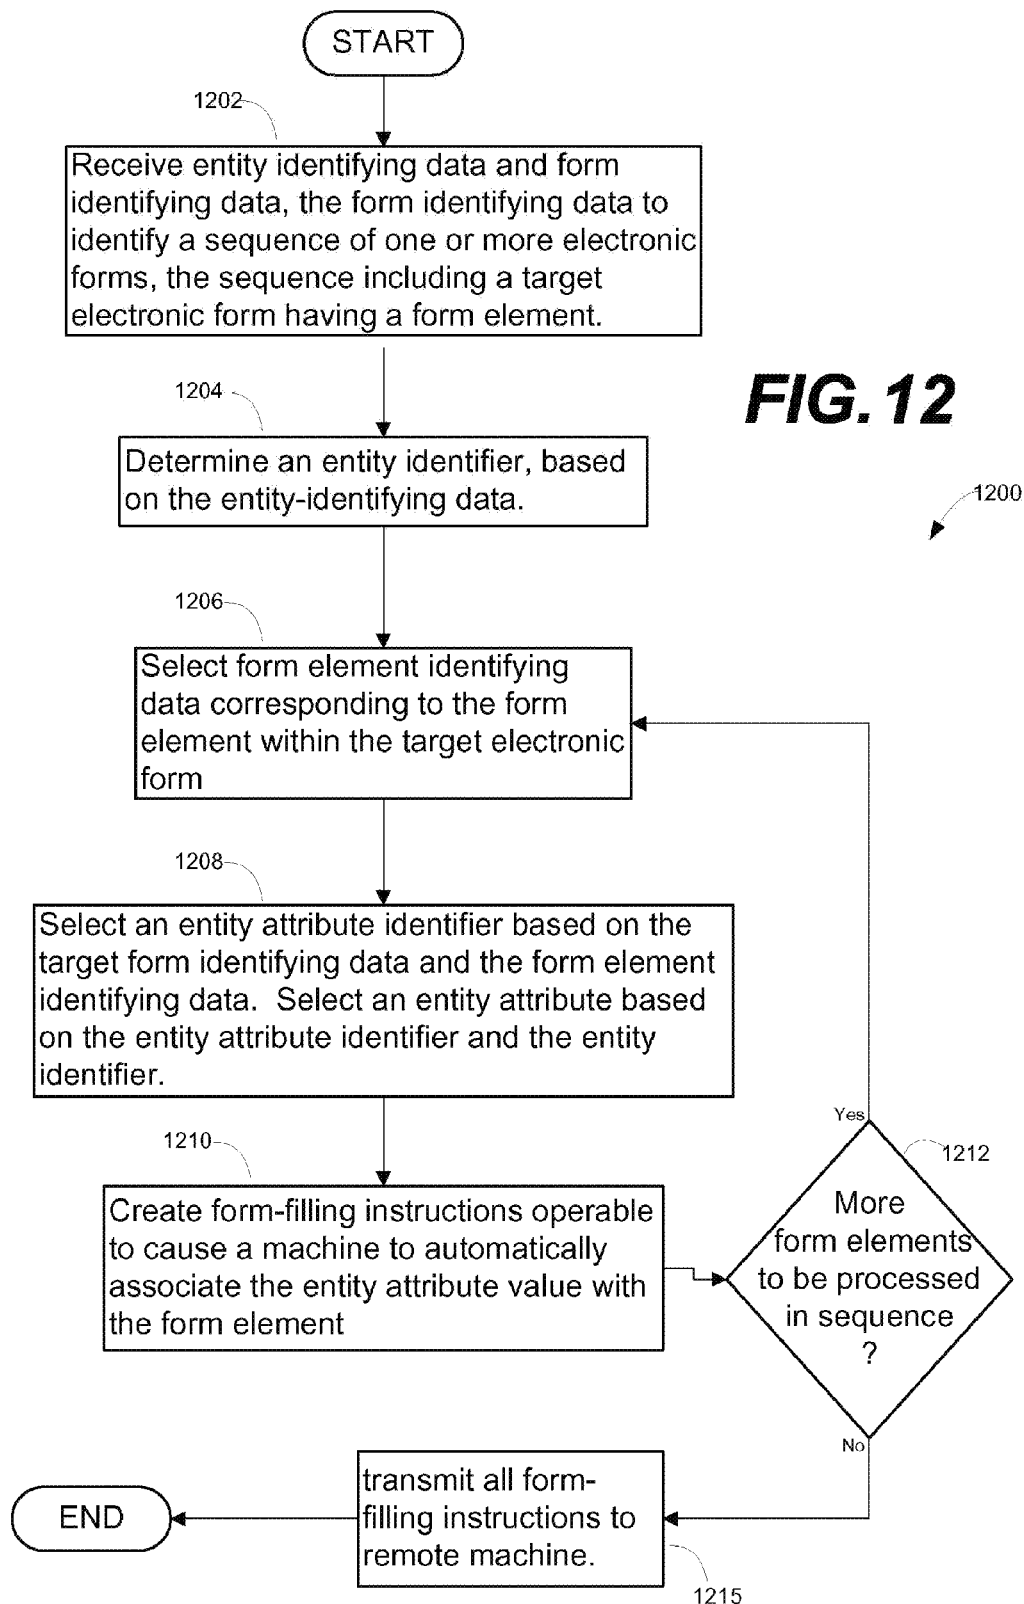 START
1202
Receive entity identifying data and form
identifying data, the form identifying data to
identify a sequence of one or more electronic
forms, the sequence including a target
electronic form having a form element.
1204
FIG. 12
Determine an entity identifier, based
on the entity-identifying data.
1200
1206
Select form element identifying
data corresponding to the form
element within the target electronic
form
1208
Select an entity attribute identifier based on the
target form identifying data and the form element
identifying data.  Select an entity attribute based
on the entity attribute identifier and the entity
identifier.
Yes
1210
1212
Create form-filling instructions operable
to cause a machine to automatically
associate the entity attribute value with
the form element
More
form elements
to be processed
in sequence
?
No
transmit all form-
filling instructions to
remote machine.
END
1215